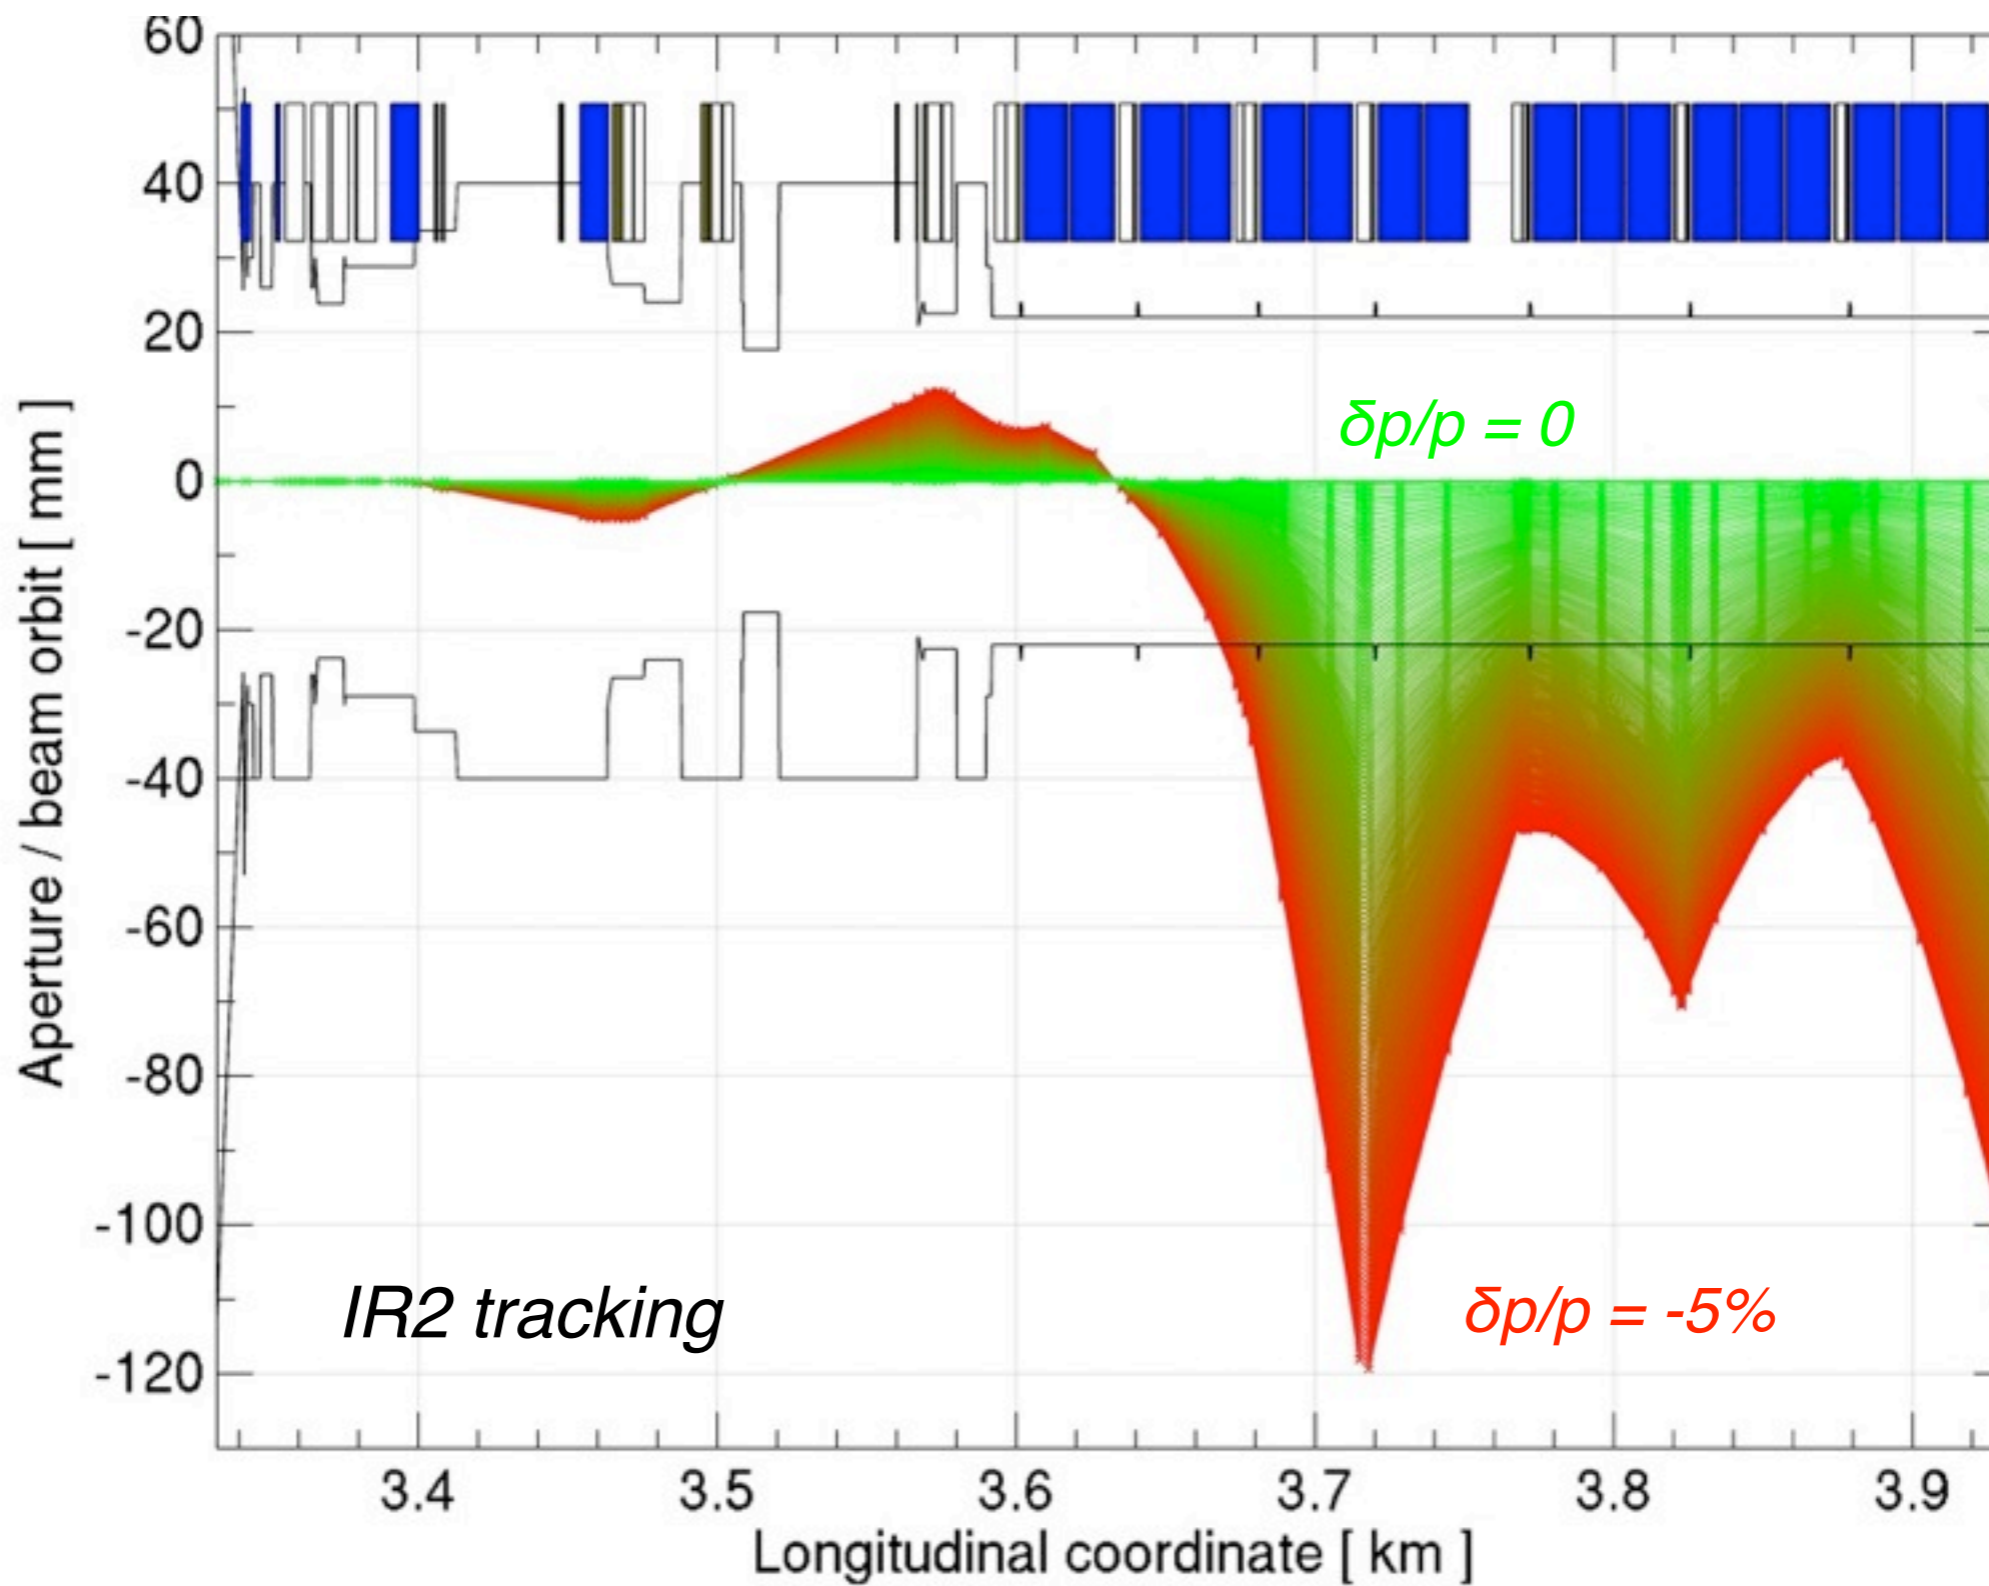 60
40
20
0
-20
-40
-60
-80
-100
-120
Aperture / beam orbit [ mm ]
δp/p = 0
IR2 tracking
δp/p = -5%
3.4 3.5 3.6 3.7 3.8 3.9
Longitudinal coordinate [ km ]